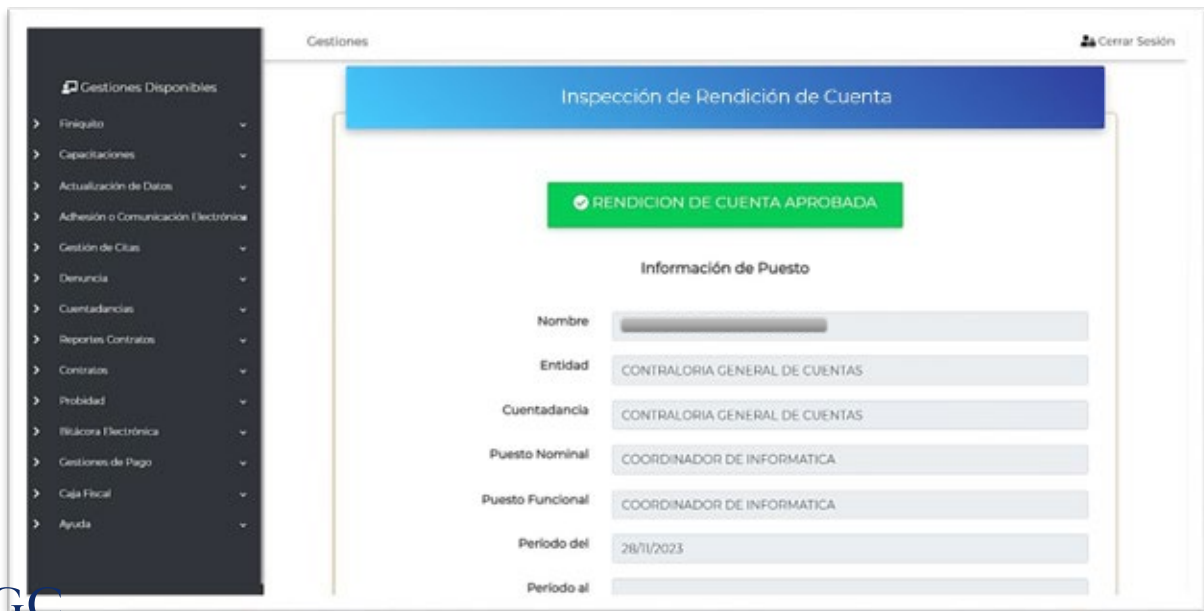 Gestiones
Cerrar Sesión
Gestiones Disponibles
Finiquito
Capacitaciones
Actualización de Datos
Adhesión o Comunicación Electrónica
Gestión de Citas
Denuncia
Cuentadancias
Reportes Contratos
Contratos
Probidad
Bitácora Electrónica
Gestiones de Pago
Caja Fiscal
Ayuda
Inspección de Rendición de Cuenta
RENDICION DE CUENTA APROBADA
Información de Puesto
Nombre
Entidad CONTRALORIA GENERAL DE CUENTAS
Cuentadancia CONTRALORIA GENERAL DE CUENTAS
Puesto Nominal COORDINADOR DE INFORMATICA
Puesto Funcional COORDINADOR DE INFORMATICA
Período del 28/11/2023
Período al